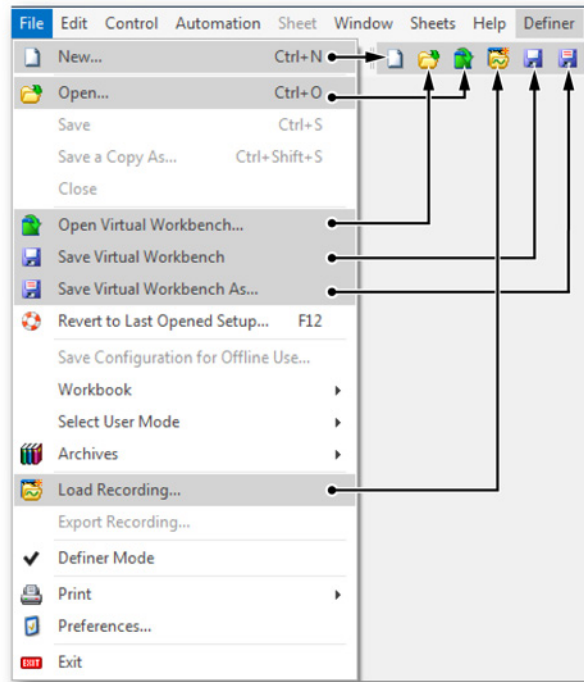 File Edit Control Automation Sheet Window Sheets Help Definer
New... Ctrl+N
Open... Ctrl+O
Save Ctrl+S
Save a Copy As... Ctrl+Shift+S
Close
Open Virtual Workbench...
Save Virtual Workbench
Save Virtual Workbench As...
Revert to Last Opened Setup... F12
Save Configuration for Offline Use...
Workbook
Select User Mode
Archives
Load Recording...
Export Recording...
Definer Mode
Print
Preferences...
EXIT Exit